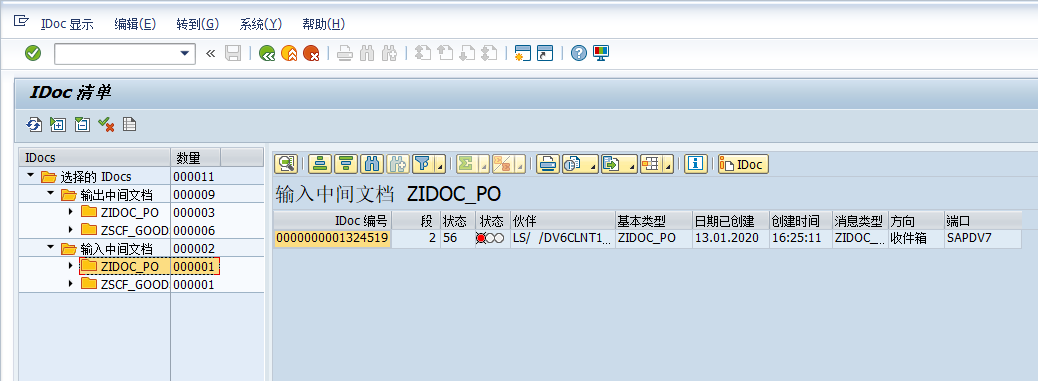 IDoc 显示 编辑(E) 转到(G) 系统(Y) 帮助(H)
IDoc 清单
IDocs 数量
选择的 IDocs 000011
输出中间文档 000009
ZIDOC_PO 000003
ZSCF_GOOD 000006
输入中间文档 000002
ZIDOC_PO 000001
ZSCF_GOOD 000001
IDoc
输入中间文档 ZIDOC_PO
IDoc 编号 段 状态 状态 伙伴 基本类型 日期已创建 创建时间 消息类型 方向 端口
0000000001324519 2 56 LS/ /DV6CLNT1... ZIDOC_PO 13.01.2020 16:25:11 ZIDOC_... 收件箱 SAPDV7